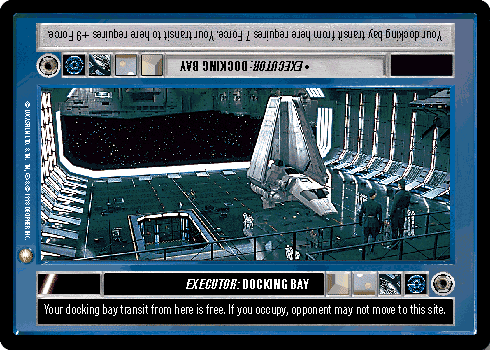 Your docking bay transit from here requires 7 Force. Your transit to here requires +9 Force.
• EXECUTOR: DOCKING BAY
EXECUTOR: DOCKING BAY
Your docking bay transit from here is free. If you occupy, opponent may not move to this site.